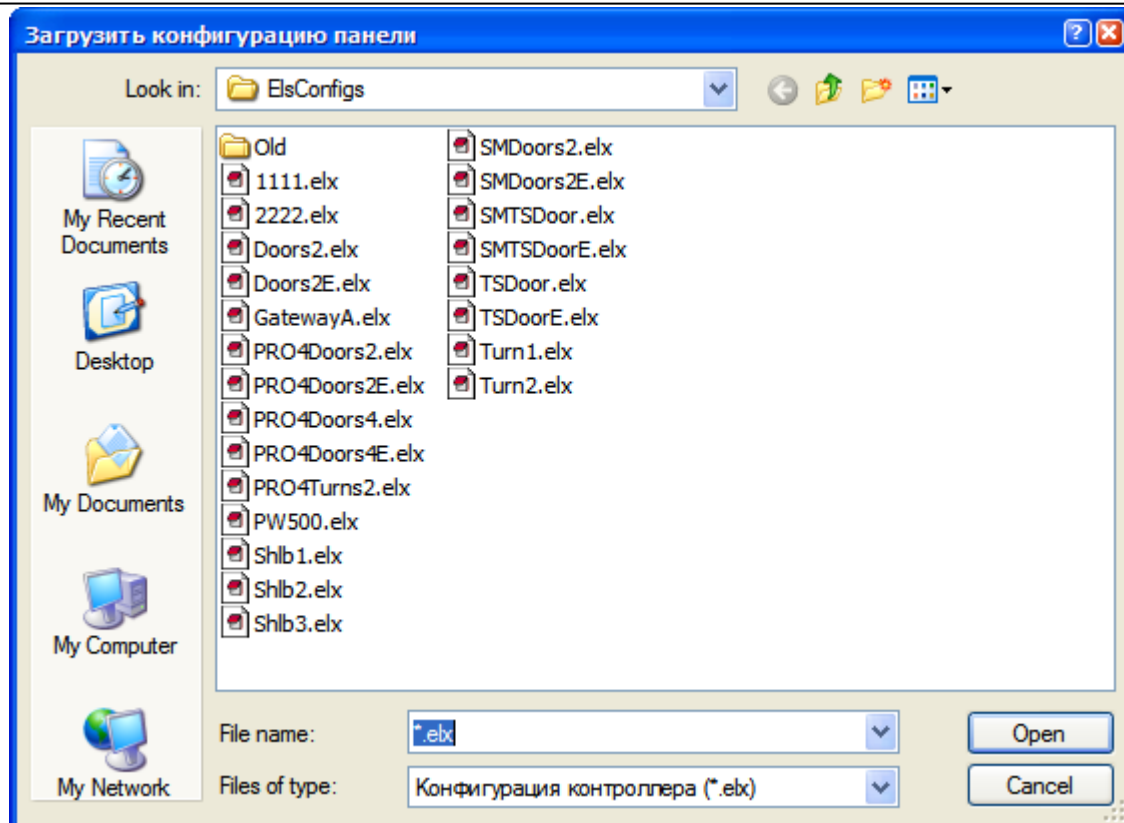 Загрузить конфигурацию панели
Look in: ElsConfigs
My Recent
Documents
Desktop
My Documents
My Computer
My Network
Old
1111.elx
2222.elx
Doors2.elx
Doors2E.elx
GatewayA.elx
PRO4Doors2.elx
PRO4Doors2E.elx
PRO4Doors4.elx
PRO4Doors4E.elx
PRO4Turns2.elx
PW500.elx
Shlb1.elx
Shlb2.elx
Shlb3.elx
SMDoors2.elx
SMDoors2E.elx
SMTSDoor.elx
SMTSDoorE.elx
TSDoor.elx
TSDoorE.elx
Turn1.elx
Turn2.elx
File name: *.elx
Open
Files of type: Конфигурация контроллера (*.elx)
Cancel